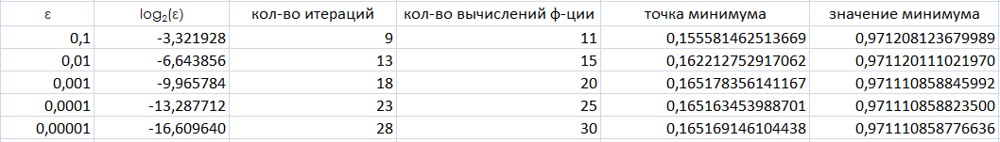 ε log₂(ε) кол-во итераций кол-во вычислений ф-ции точка минимума значение минимума
0,1 -3,321928 9 11 0,155581462513669 0,971208123679989
0,01 -6,643856 13 15 0,162212752917062 0,971120111021970
0,001 -9,965784 18 20 0,165178356141167 0,971110858845992
0,0001 -13,287712 23 25 0,165163453988701 0,971110858823500
0,00001 -16,609640 28 30 0,165169146104438 0,971110858776636